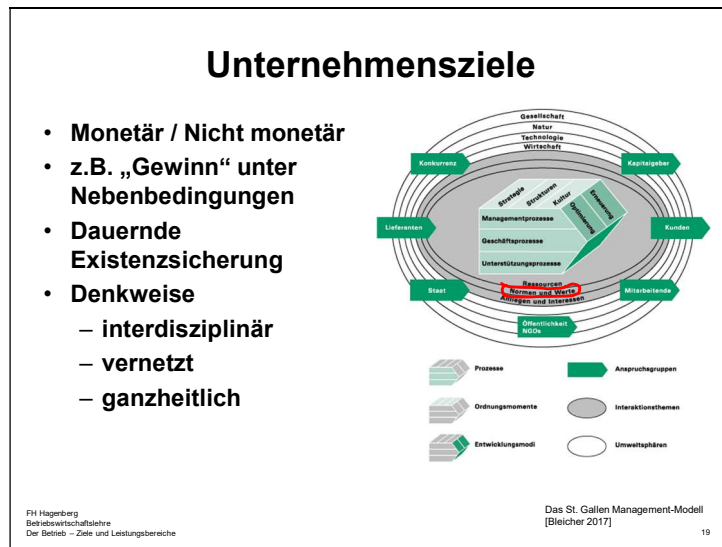 Unternehmensziele
• Monetär / Nicht monetär
• z.B. „Gewinn“ unter
Nebenbedingungen
• Dauernde
Existenzsicherung
• Denkweise
– interdisziplinär
– vernetzt
– ganzheitlich
Gesellschaft
Natur
Technologie
Wirtschaft
Konkurrenz
Kapitalgeber
Strategie
Strukturen
Kultur
Optimierung
Erneuerung
Managementprozesse
Lieferanten
Geschäftsprozesse
Kunden
Unterstützungsprozesse
Ressourcen
Normen und Werte
Anliegen und Interessen
Staat
Mitarbeitende
Öffentlichkeit
NGOs
Prozesse
Anspruchsgruppen
Ordnungsmomente
Interaktionsthemen
Entwicklungsmodi
Umweltsphären
FH Hagenberg
Betriebswirtschaftslehre
Der Betrieb – Ziele und Leistungsbereiche
Das St. Gallen Management-Modell
[Bleicher 2017]
19